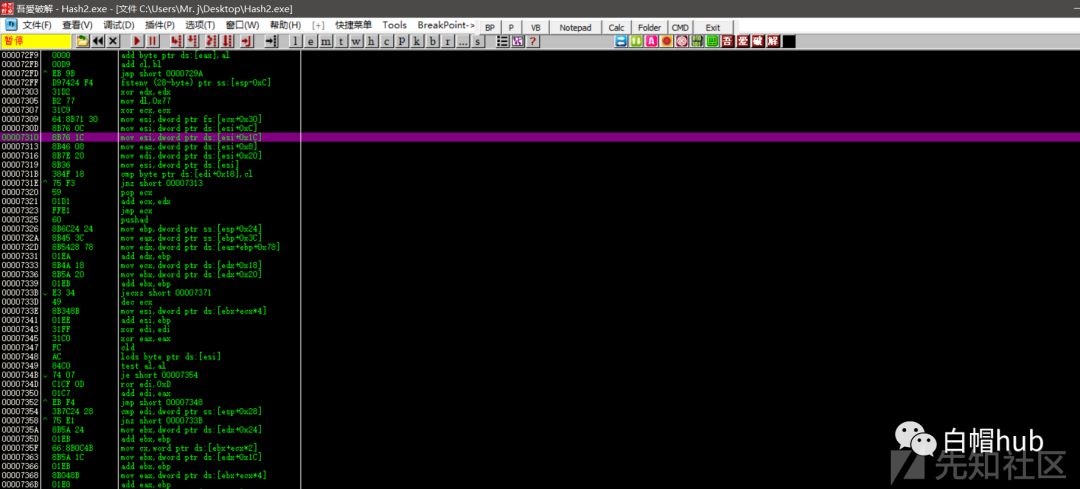 吾爱破解 - Hash2.exe - [文件 C:\Users\Mr. j\Desktop\Hash2.exe]
文件(F) 查看(V) 调试(D) 插件(P) 选项(T) 窗口(W) 帮助(H) [+] 快捷菜单 Tools BreakPoint-> BP P VB Notepad Calc Folder CMD Exit
暂停 l e m t w h c P k b r ... s ? 吾 爱 破 解
000072F9 0000 add byte ptr ds:[eax],al
000072FB 00D9 add cl,bl
000072FD ^ EB 9B jmp short 0000729A
000072FF D97424 F4 fstenv (28-byte) ptr ss:[esp-0xC]
00007303 31D2 xor edx,edx
00007305 B2 77 mov dl,0x77
00007307 31C9 xor ecx,ecx
00007309 64:8B71 30 mov esi,dword ptr fs:[ecx+0x30]
0000730D 8B76 0C mov esi,dword ptr ds:[esi+0xC]
00007310 8B76 1C mov esi,dword ptr ds:[esi+0x1C]
00007313 8B46 08 mov eax,dword ptr ds:[esi+0x8]
00007316 8B7E 20 mov edi,dword ptr ds:[esi+0x20]
00007319 8B36 mov esi,dword ptr ds:[esi]
0000731B 384F 18 cmp byte ptr ds:[edi+0x18],cl
0000731E ^ 75 F3 jnz short 00007313
00007320 59 pop ecx
00007321 01D1 add ecx,edx
00007323 FFE1 jmp ecx
00007325 60 pushad
00007326 8B6C24 24 mov ebp,dword ptr ss:[esp+0x24]
0000732A 8B45 3C mov eax,dword ptr ss:[ebp+0x3C]
0000732D 8B5428 78 mov edx,dword ptr ds:[eax+ebp+0x78]
00007331 01EA add edx,ebp
00007333 8B4A 18 mov ecx,dword ptr ds:[edx+0x18]
00007336 8B5A 20 mov ebx,dword ptr ds:[edx+0x20]
00007339 01EB add ebx,ebp
0000733B E3 34 jecxz short 00007371
0000733D 49 dec ecx
0000733E 8B348B mov esi,dword ptr ds:[ebx+ecx*4]
00007341 01EE add esi,ebp
00007343 31FF xor edi,edi
00007345 31C0 xor eax,eax
00007347 FC cld
00007348 AC lods byte ptr ds:[esi]
00007349 84C0 test al,al
0000734B 74 07 je short 00007354
0000734D C1CF 0D ror edi,0xD
00007350 01C7 add edi,eax
00007352 ^ EB F4 jmp short 00007348
00007354 3B7C24 28 cmp edi,dword ptr ss:[esp+0x28]
00007358 ^ 75 E1 jnz short 0000733B
0000735A 8B5A 24 mov ebx,dword ptr ds:[edx+0x24]
0000735D 01EB add ebx,ebp
0000735F 66:8B0C4B mov cx,word ptr ds:[ebx+ecx*2]
00007363 8B5A 1C mov ebx,dword ptr ds:[edx+0x1C]
00007366 01EB add ebx,ebp
00007368 8B048B mov eax,dword ptr ds:[ebx+ecx*4]
0000736B 01E8 add eax,ebp
白帽hub
先知社区